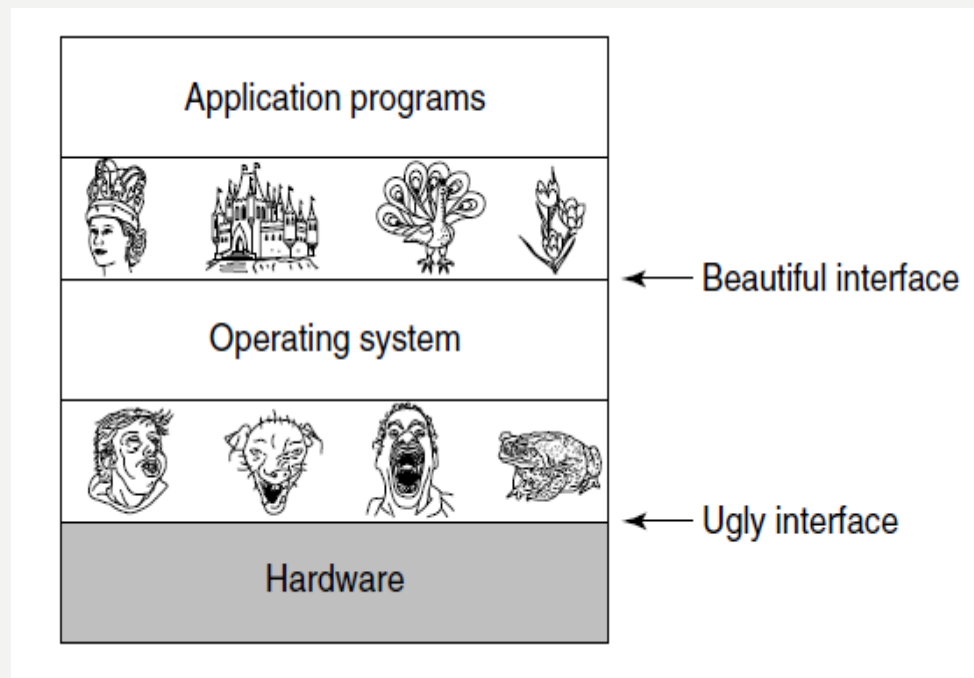 Application programs
Beautiful interface
Operating system
Ugly interface
Hardware